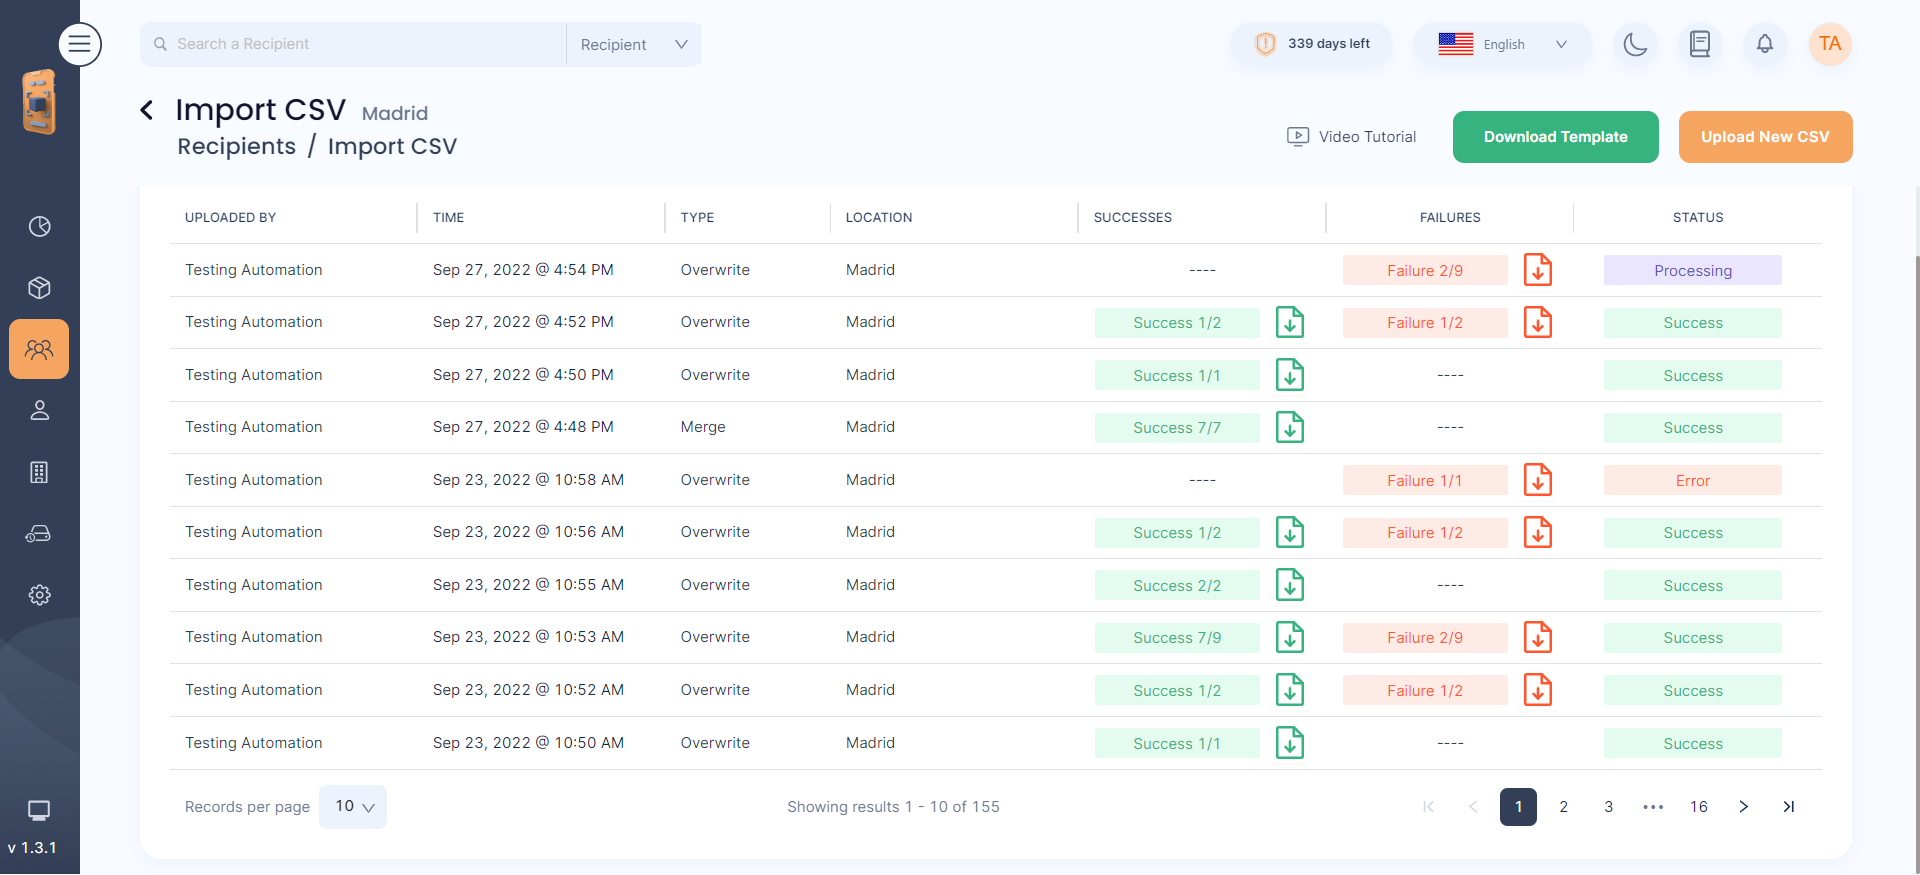 Search a Recipient
Recipient
339 days left
English
TA
Import CSV Madrid
Recipients / Import CSV
Video Tutorial
Download Template
Upload New CSV
UPLOADED BY TIME TYPE LOCATION SUCCESSES FAILURES STATUS
Testing Automation Sep 27, 2022 @ 4:54 PM Overwrite Madrid ---- Failure 2/9 Processing
Testing Automation Sep 27, 2022 @ 4:52 PM Overwrite Madrid Success 1/2 Failure 1/2 Success
Testing Automation Sep 27, 2022 @ 4:50 PM Overwrite Madrid Success 1/1 ---- Success
Testing Automation Sep 27, 2022 @ 4:48 PM Merge Madrid Success 7/7 ---- Success
Testing Automation Sep 23, 2022 @ 10:58 AM Overwrite Madrid ---- Failure 1/1 Error
Testing Automation Sep 23, 2022 @ 10:56 AM Overwrite Madrid Success 1/2 Failure 1/2 Success
Testing Automation Sep 23, 2022 @ 10:55 AM Overwrite Madrid Success 2/2 ---- Success
Testing Automation Sep 23, 2022 @ 10:53 AM Overwrite Madrid Success 7/9 Failure 2/9 Success
Testing Automation Sep 23, 2022 @ 10:52 AM Overwrite Madrid Success 1/2 Failure 1/2 Success
Testing Automation Sep 23, 2022 @ 10:50 AM Overwrite Madrid Success 1/1 ---- Success
Records per page 10 Showing results 1 - 10 of 155 1 2 3 ••• 16
v 1.3.1